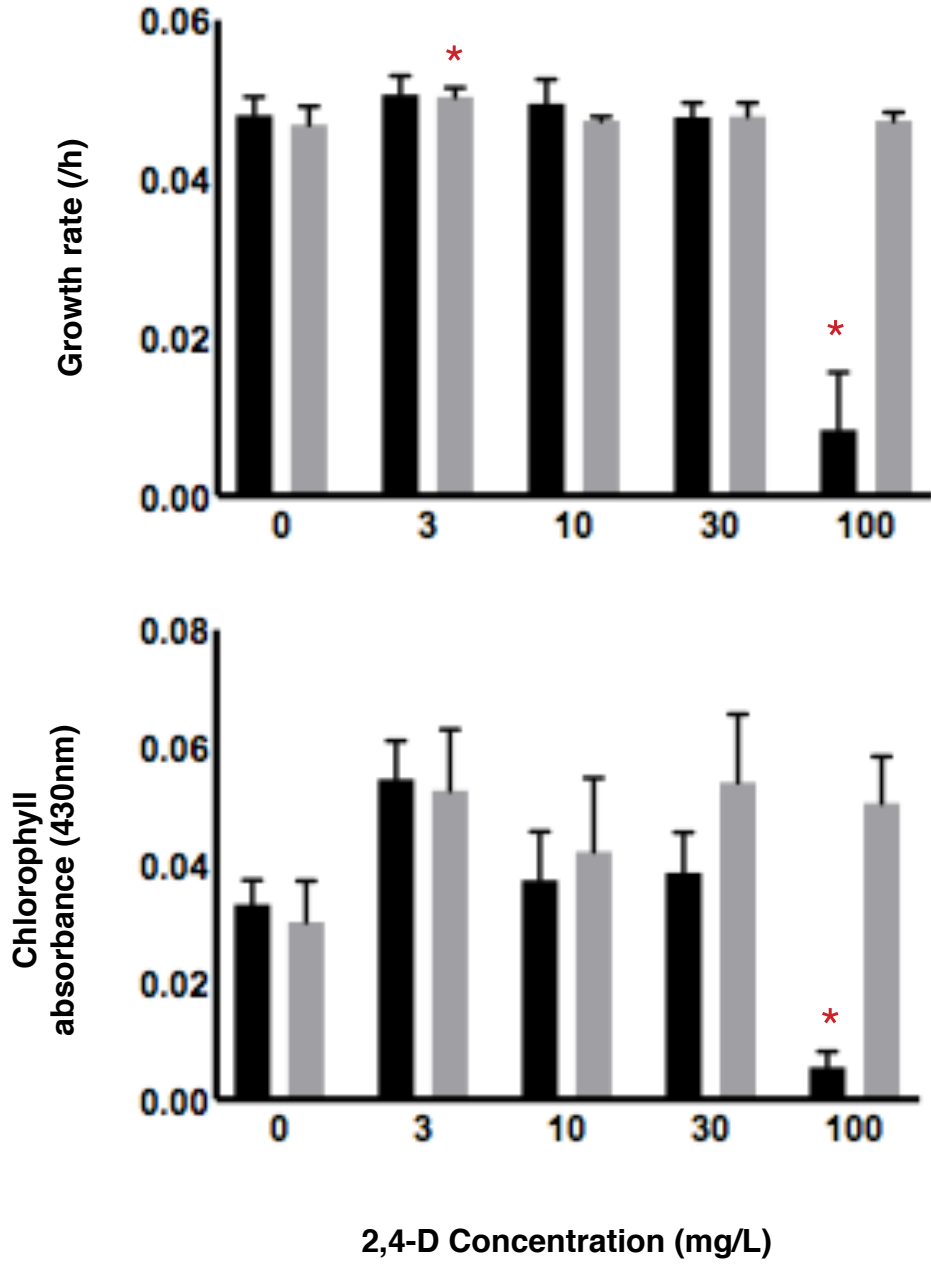 0.06
*
0.04
Growth rate (/h)
0.02
*
0.00
0 3 10 30 100
0.08
0.06
Chlorophyll
absorbance (430nm)
0.04
0.02
*
0.00
0 3 10 30 100
2,4-D Concentration (mg/L)